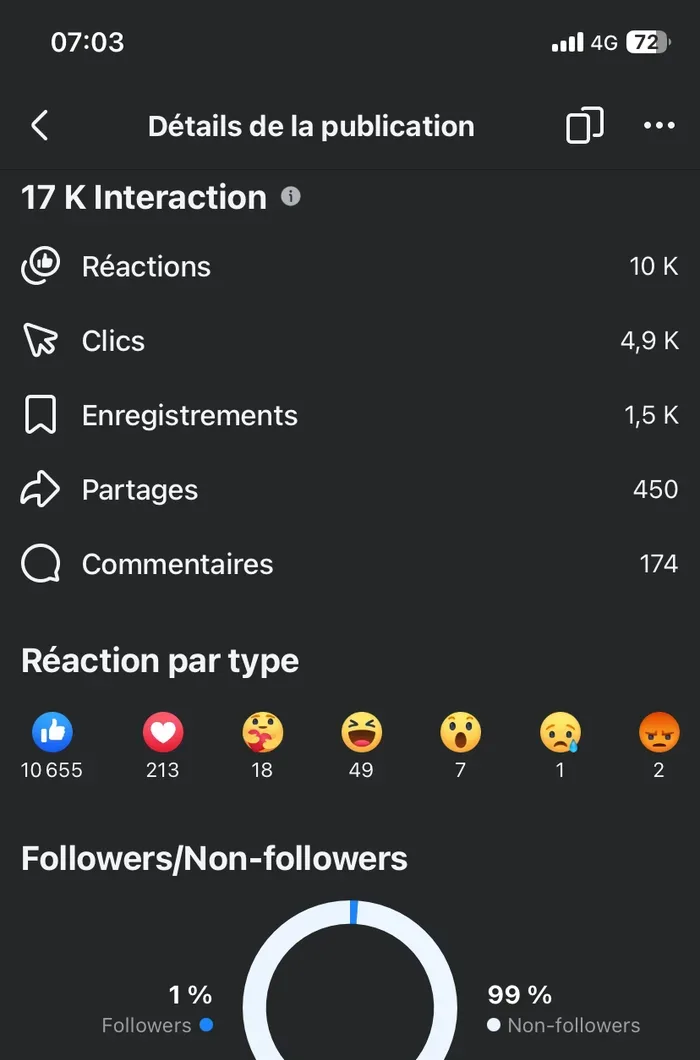 07:03
4G 72
Détails de la publication
17 K Interaction
Réactions 10 K
Clics 4,9 K
Enregistrements 1,5 K
Partages 450
Commentaires 174
Réaction par type
10 655 213 18 49 7 1 2
Followers/Non-followers
1 % 99 %
Followers Non-followers